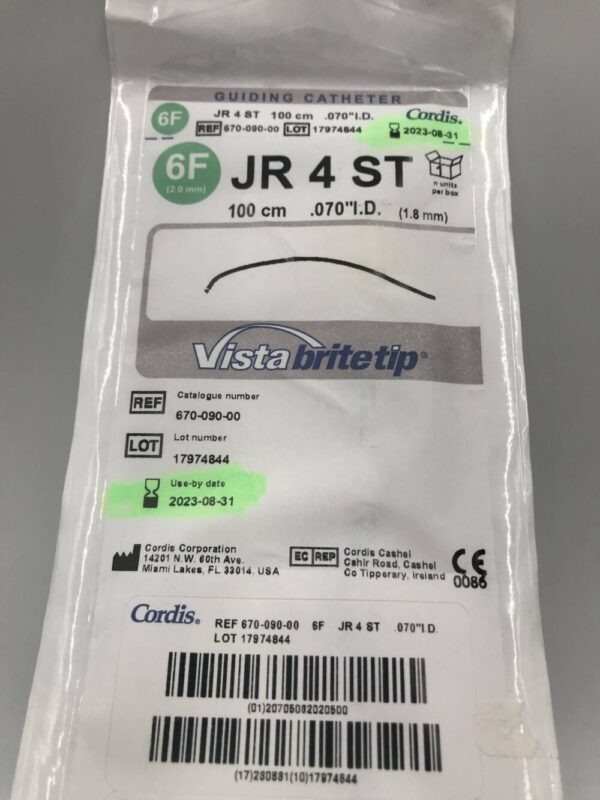 GUIDING CATHETER
6F
JR 4 ST 100 cm .070"I.D.
Cordis®
REF 670-090-00 LOT 17974844
2023-08-31
6F
(2.0 mm)
JR 4 ST
n units
per box
100 cm .070"I.D. (1.8 mm)
Vista britetip®
REF
Catalogue number
670-090-00
LOT
Lot number
17974844
Use-by date
2023-08-31
Cordis Corporation
14201 N.W. 60th Ave.
Miami Lakes, FL 33014, USA
EC REP
Cordis Cashel
Cahir Road, Cashel
Co Tipperary, Ireland
CE
0086
Cordis®
REF 670-090-00 6F JR 4 ST .070"I.D.
LOT 17974844
(01)20705032020500
(17)230831(10)17974844